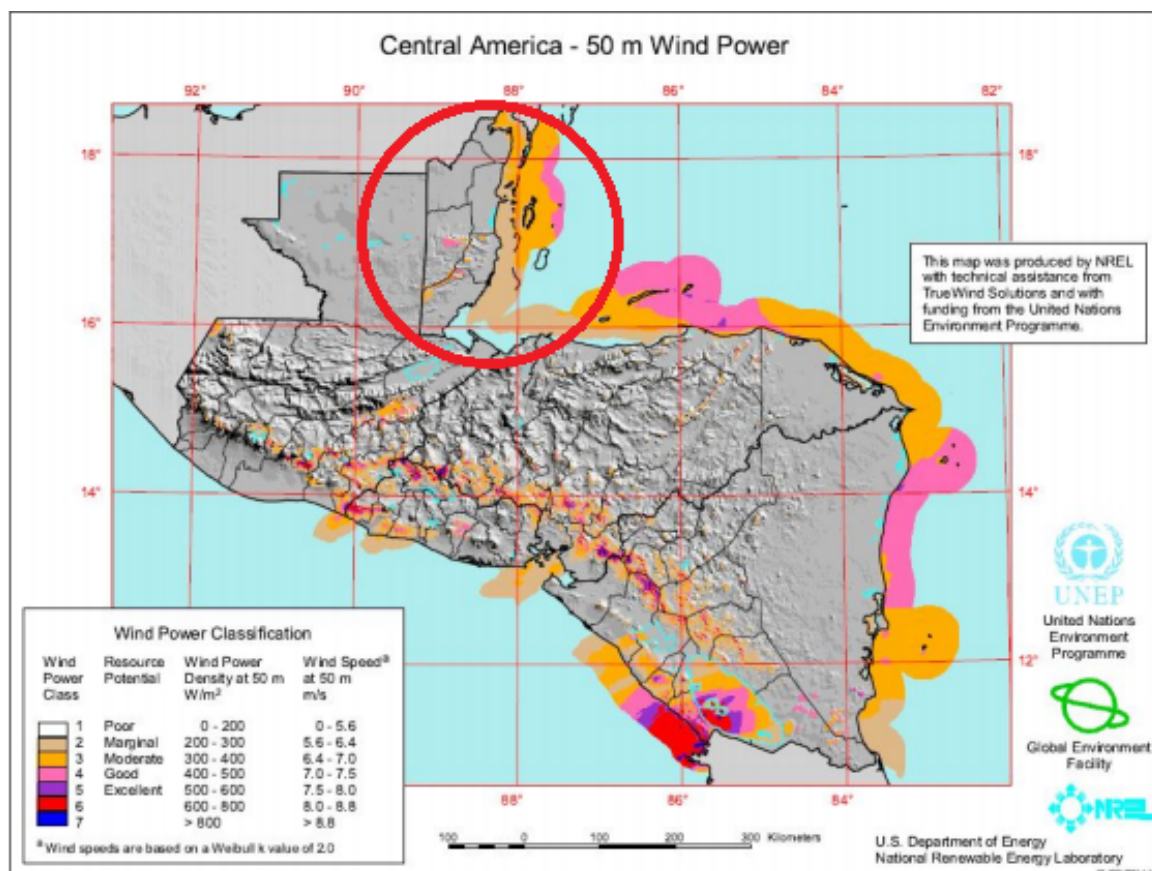 Central America - 50 m Wind Power
92° 90° 88° 86° 84° 82°
18° 18°
This map was produced by NREL
with technical assistance from
TrueWind Solutions and with
funding from the United Nations
Environment Programme.
16° 16°
14° 14°
UNEP
United Nations
Environment
Programme
12°
Global Environment
Facility
NREL
U.S. Department of Energy
National Renewable Energy Laboratory
88° 86° 84°
100 0 100 200 300 Kilometers
Wind Power Classification
Wind Power Class Resource Potential Wind Power Density at 50 m W/m² Wind Speedª at 50 m m/s
1 Poor 0 - 200 0 - 5.6
2 Marginal 200 - 300 5.6 - 6.4
3 Moderate 300 - 400 6.4 - 7.0
4 Good 400 - 500 7.0 - 7.5
5 Excellent 500 - 600 7.5 - 8.0
6 600 - 800 8.0 - 8.8
7 > 800 > 8.8
ª Wind speeds are based on a Weibull k value of 2.0